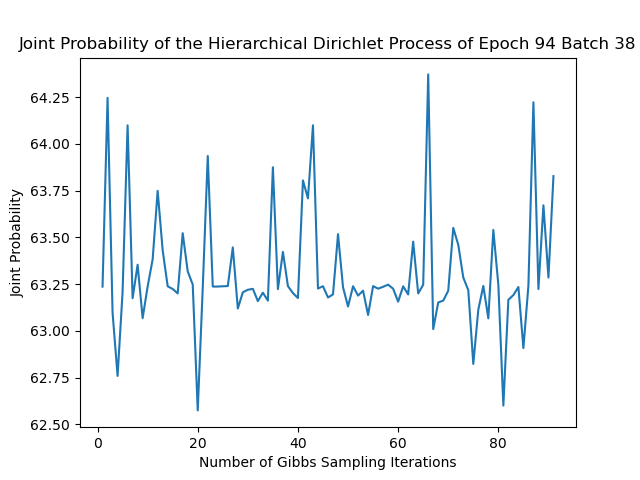 Joint Probability of the Hierarchical Dirichlet Process of Epoch 94 Batch 38
64.25
64.00
63.75
63.50
63.25
63.00
62.75
62.50
Joint Probability
0 20 40 60 80
Number of Gibbs Sampling Iterations